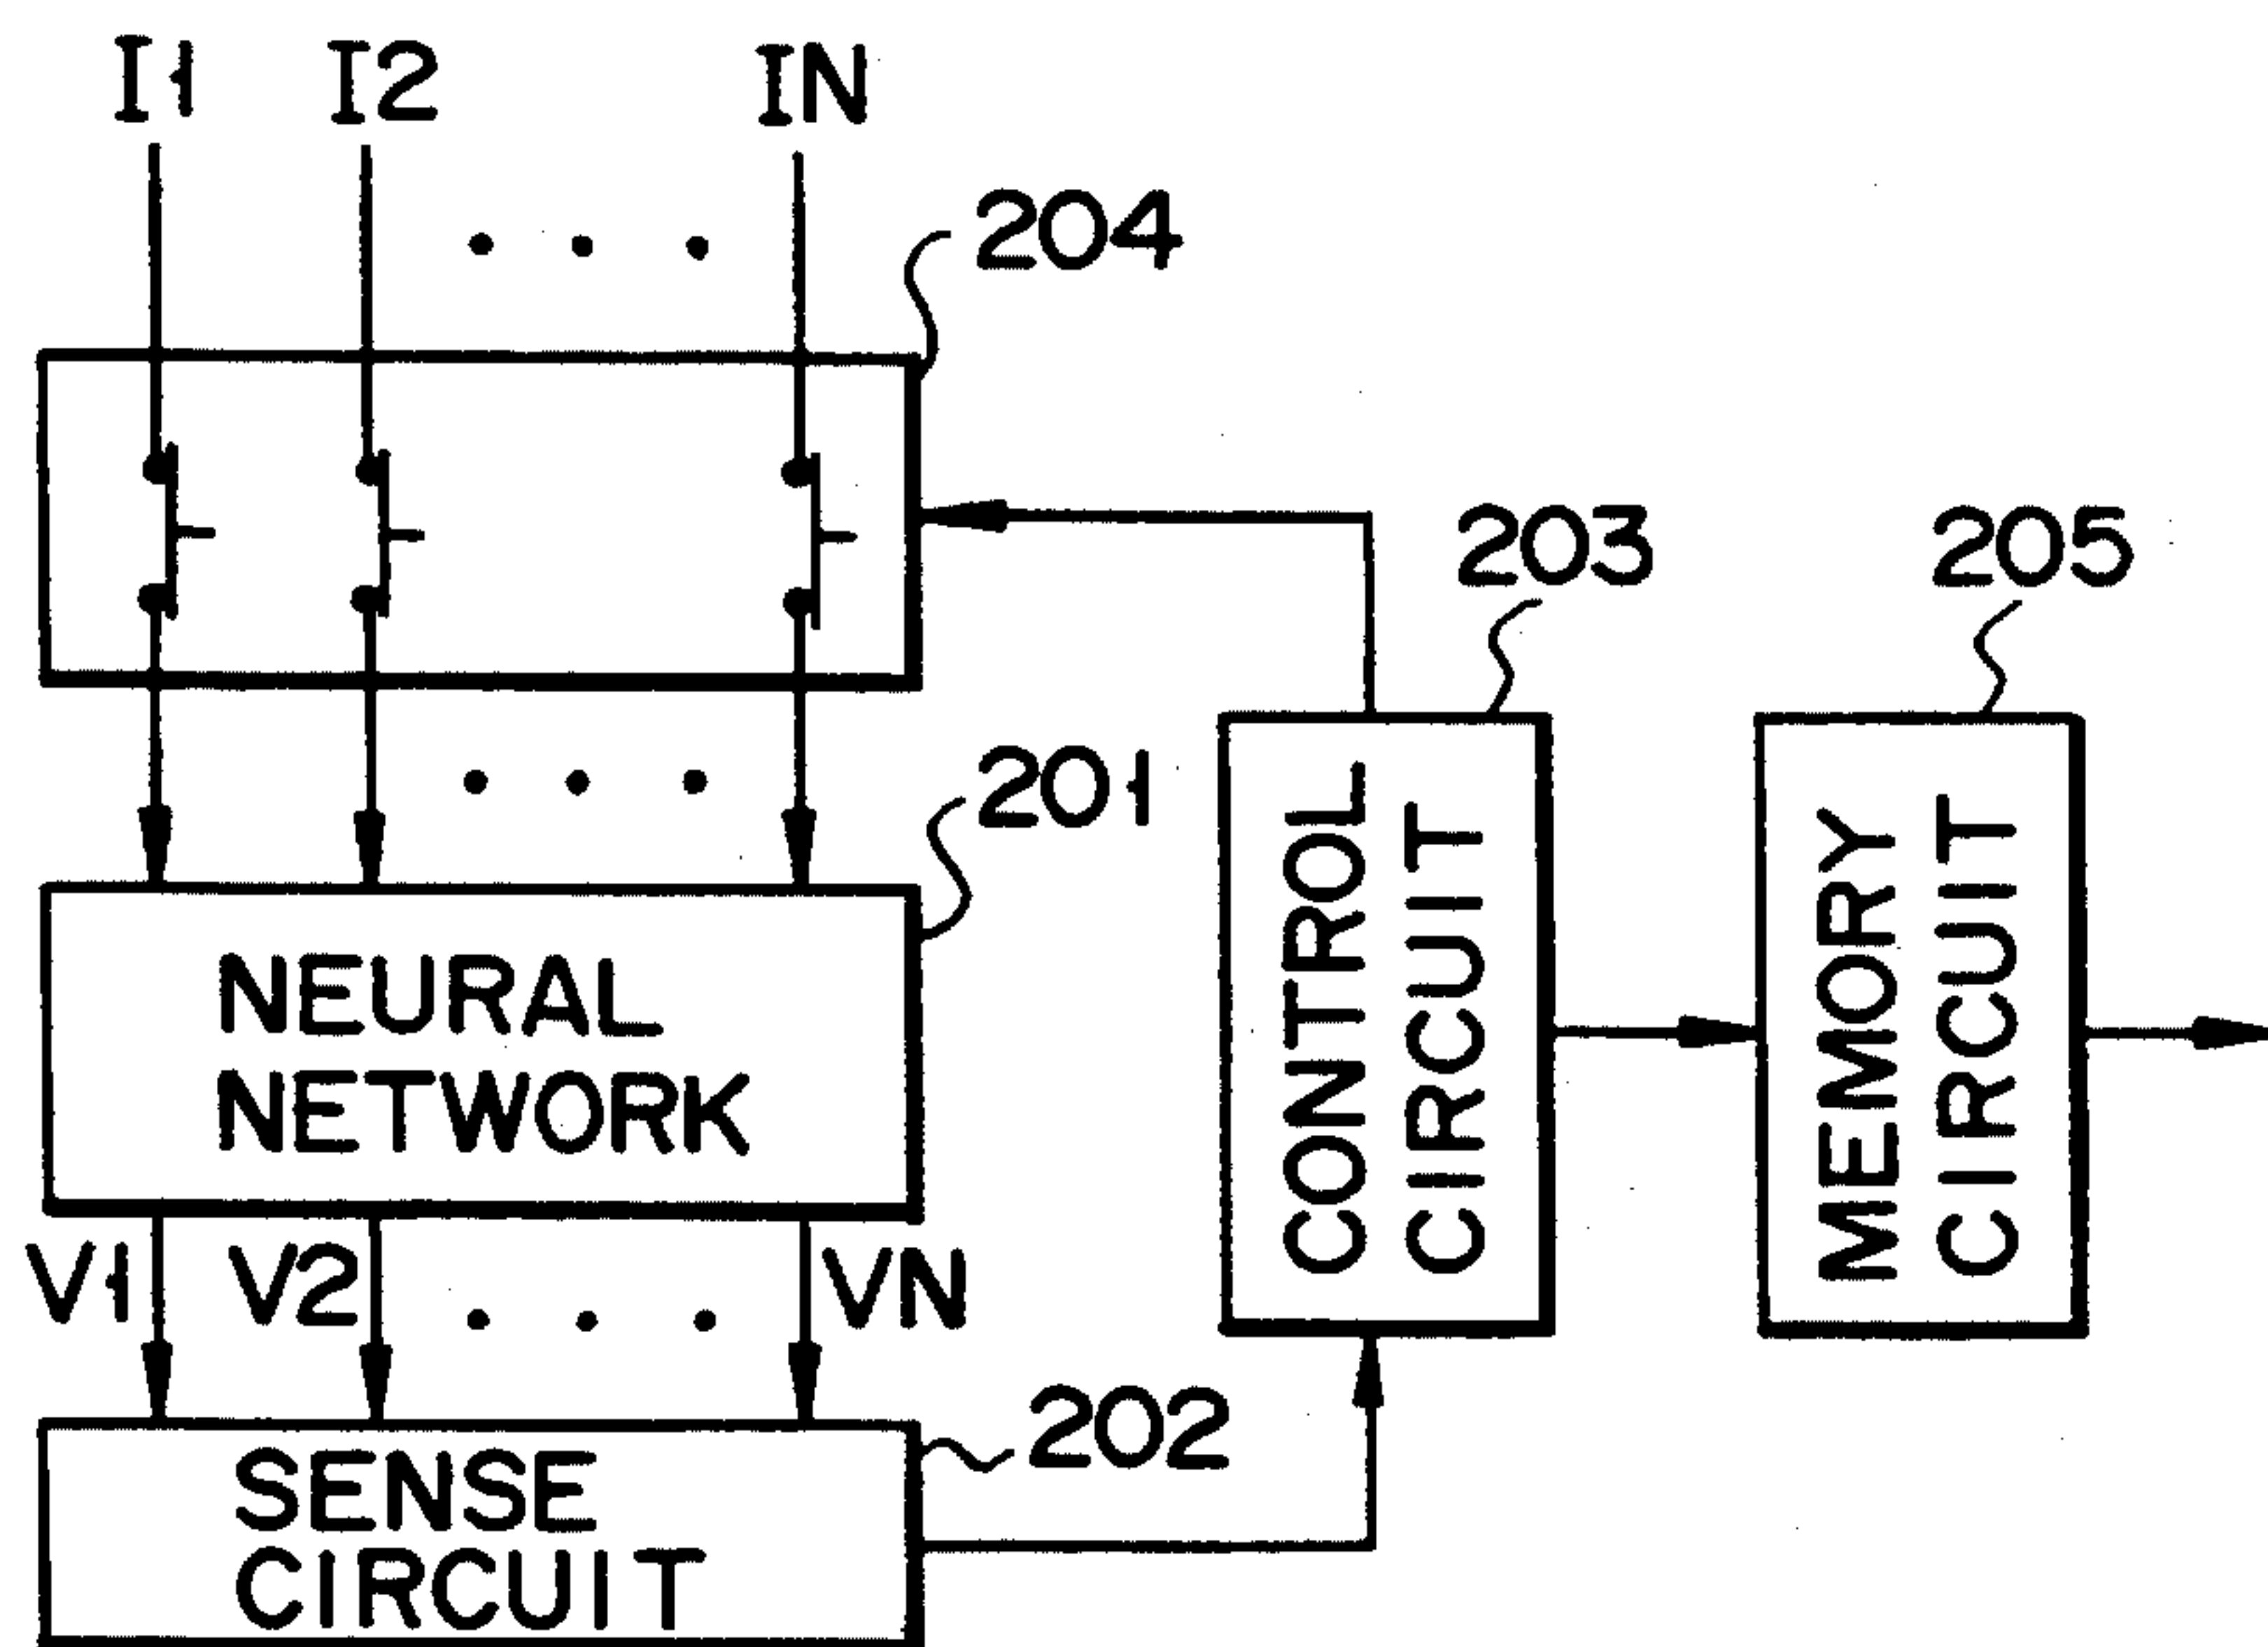 I1 I2 IN
204
203 205
201
NEURAL
NETWORK
CONTROL
CIRCUIT
MEMORY
CIRCUIT
V1 V2 VN
202
SENSE
CIRCUIT